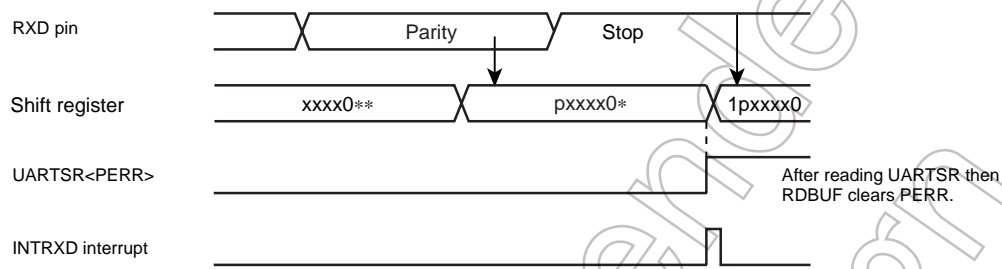 RXD pin
Parity
Stop
Shift register
xxxx0**
pxxxx0*
1pxxxx0
UARTSR<PERR>
After reading UARTSR then
RDBUF clears PERR.
INTRXD interrupt